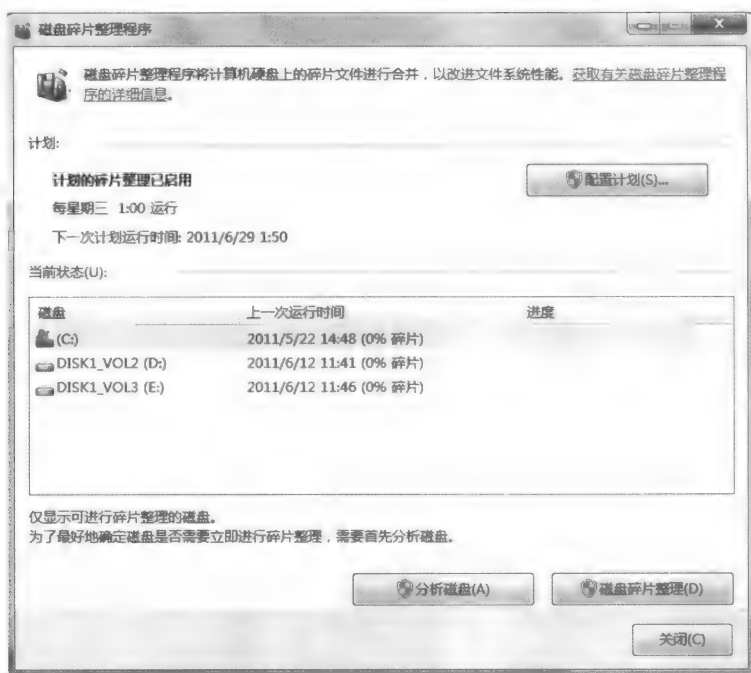 磁盘碎片整理程序
磁盘碎片整理程序将计算机硬盘上的碎片文件进行合并，以改进文件系统性能。获取有关磁盘碎片整理程
序的详细信息。
计划:
计划的碎片整理已启用
配置计划(S)...
每星期三 1:00 运行
下一次计划运行时间: 2011/6/29 1:50
当前状态(U):
磁盘 上一次运行时间 进度
(C:) 2011/5/22 14:48 (0% 碎片)
DISK1_VOL2 (D:) 2011/6/12 11:41 (0% 碎片)
DISK1_VOL3 (E:) 2011/6/12 11:46 (0% 碎片)
仅显示可进行碎片整理的磁盘。
为了最好地确定磁盘是否需要立即进行碎片整理，需要首先分析磁盘。
分析磁盘(A) 磁盘碎片整理(D)
关闭(C)